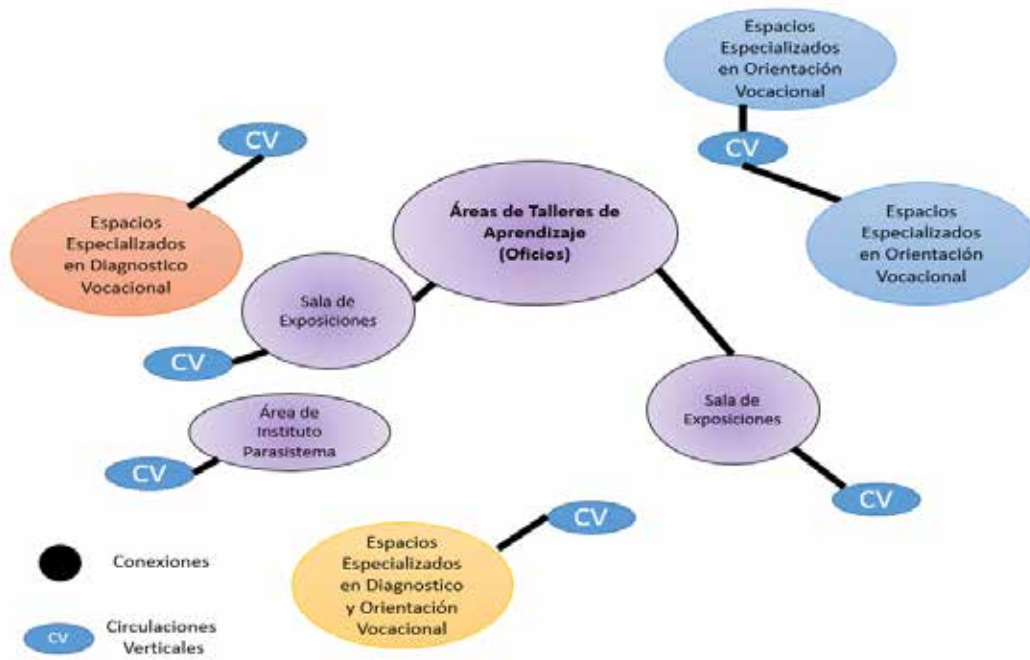 Espacios
Especializados
en Orientación
Vocacional
CV
CV
Espacios
Especializados
en Diagnostico
Vocacional
Áreas de Talleres de
Aprendizaje
(Oficios)
Espacios
Especializados
en Orientación
Vocacional
Sala de
Exposiciones
CV
Sala de
Exposiciones
Área de
Instituto
Parasistema
CV
CV
CV
Espacios
Especializados
en Diagnostico
y Orientación
Vocacional
Conexiones
CV
Circulaciones
Verticales